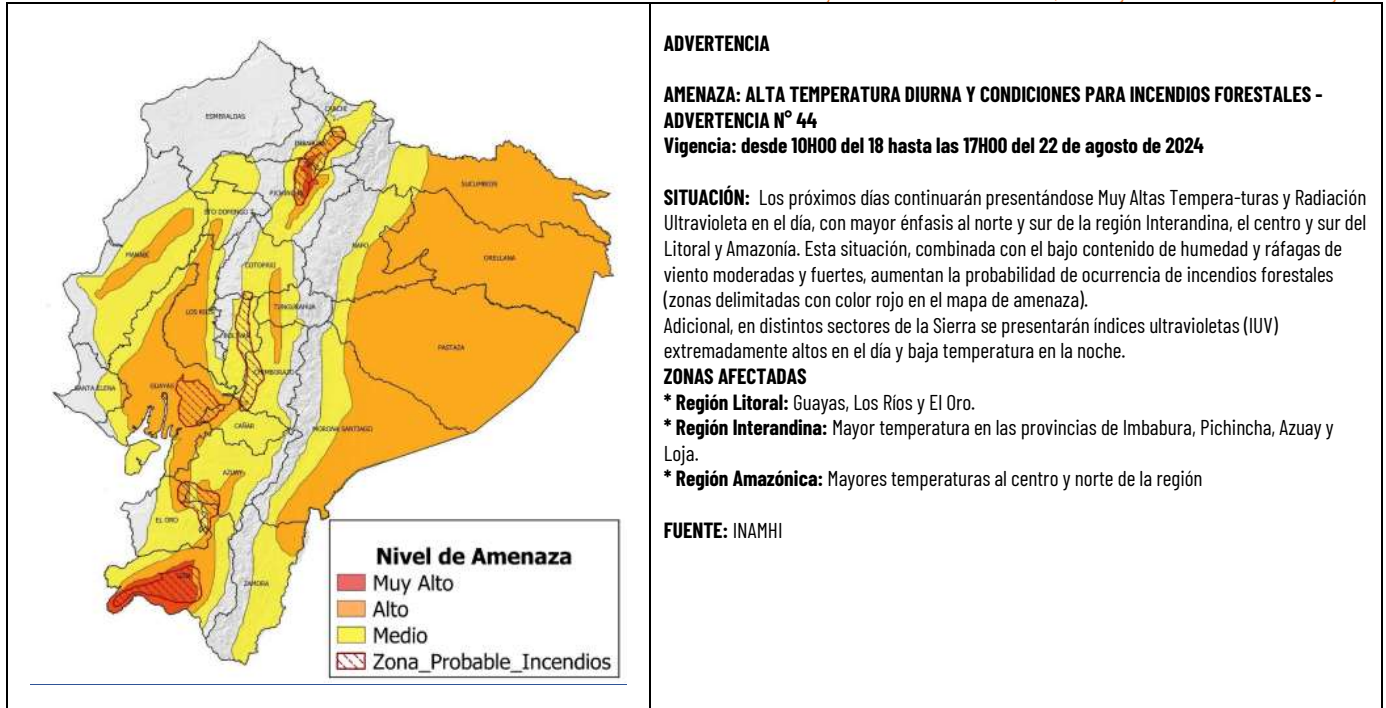 ESMERALDAS
CARCHI
IMBABURA
SUCUMBIOS
PICHINCHA
STO DOMINGO
NAPO
MANABI
ORELLANA
COTOPAXI
TUNGURAHUA
LOS RIOS
BOLIVAR
PASTAZA
CHIMBORAZO
SANTA ELENA
GUAYAS
CAÑAR
MORONA SANTIAGO
AZUAY
EL ORO
LOJA
ZAMORA
Nivel de Amenaza
Muy Alto
Alto
Medio
Zona_Probable_Incendios
ADVERTENCIA
AMENAZA: ALTA TEMPERATURA DIURNA Y CONDICIONES PARA INCENDIOS FORESTALES -
ADVERTENCIA N° 44
Vigencia: desde 10H00 del 18 hasta las 17H00 del 22 de agosto de 2024
SITUACIÓN: Los próximos días continuarán presentándose Muy Altas Tempera-turas y Radiación
Ultravioleta en el día, con mayor énfasis al norte y sur de la región Interandina, el centro y sur del
Litoral y Amazonía. Esta situación, combinada con el bajo contenido de humedad y ráfagas de
viento moderadas y fuertes, aumentan la probabilidad de ocurrencia de incendios forestales
(zonas delimitadas con color rojo en el mapa de amenaza).
Adicional, en distintos sectores de la Sierra se presentarán índices ultravioletas (IUV)
extremadamente altos en el día y baja temperatura en la noche.
ZONAS AFECTADAS
* Región Litoral: Guayas, Los Ríos y El Oro.
* Región Interandina: Mayor temperatura en las provincias de Imbabura, Pichincha, Azuay y
Loja.
* Región Amazónica: Mayores temperaturas al centro y norte de la región
FUENTE: INAMHI